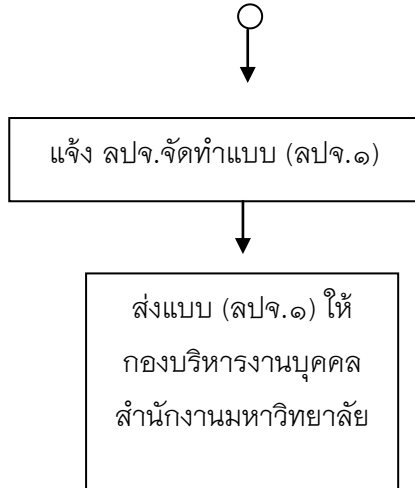 แจ้ง ลปจ.จัดทำแบบ (ลปจ.๑)
ส่งแบบ (ลปจ.๑) ให้
กองบริหารงานบุคคล
สำนักงานมหาวิทยาลัย